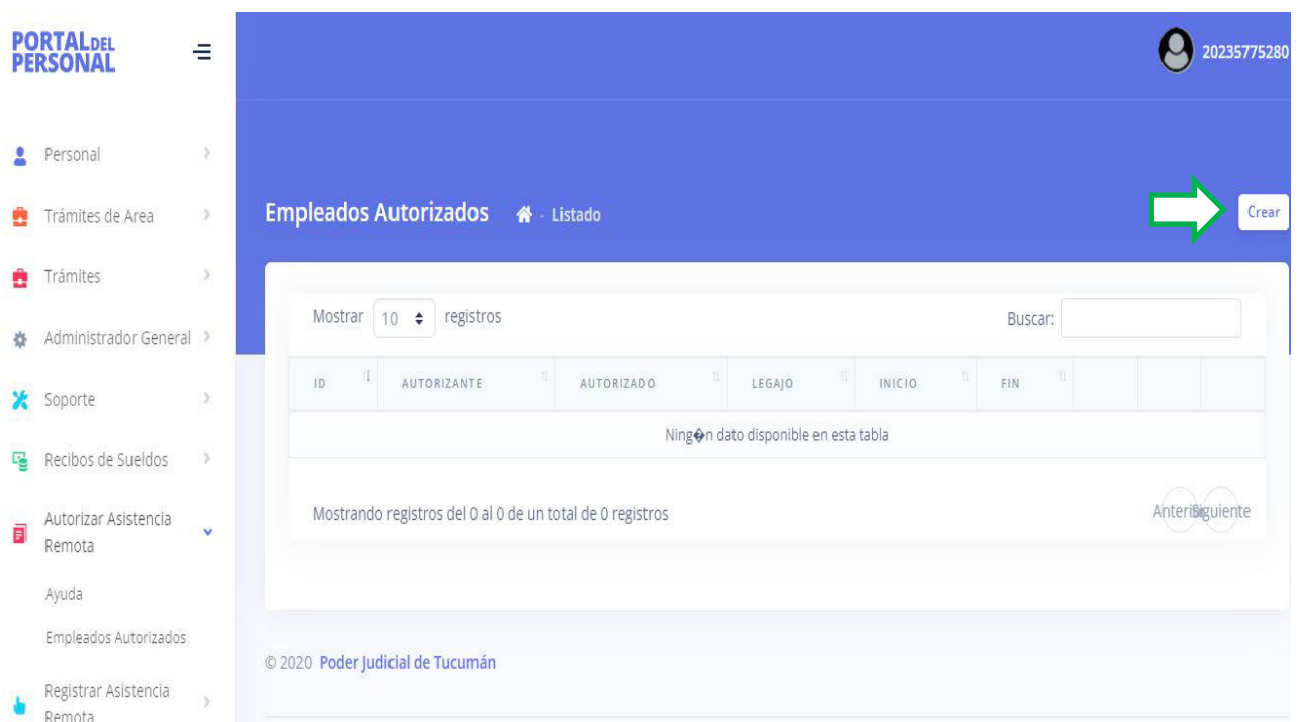 PORTAL DEL
PERSONAL
20235775280
Personal
Trámites de Area
Trámites
Administrador General
Soporte
Recibos de Sueldos
Autorizar Asistencia
Remota
Ayuda
Empleados Autorizados
Registrar Asistencia
Remota
Empleados Autorizados - Listado
Crear
Mostrar 10 registros
Buscar:
ID AUTORIZANTE AUTORIZADO LEGAJO INICIO FIN
Ning�n dato disponible en esta tabla
Mostrando registros del 0 al 0 de un total de 0 registros
Anterior Siguiente
© 2020 Poder Judicial de Tucumán